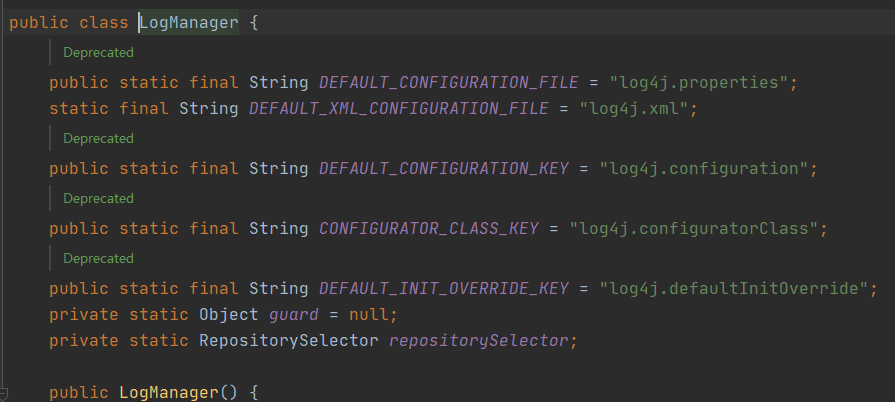 public class LogManager {
Deprecated
public static final String DEFAULT_CONFIGURATION_FILE = "log4j.properties";
static final String DEFAULT_XML_CONFIGURATION_FILE = "log4j.xml";
Deprecated
public static final String DEFAULT_CONFIGURATION_KEY = "log4j.configuration";
Deprecated
public static final String CONFIGURATOR_CLASS_KEY = "log4j.configuratorClass";
Deprecated
public static final String DEFAULT_INIT_OVERRIDE_KEY = "log4j.defaultInitOverride";
private static Object guard = null;
private static RepositorySelector repositorySelector;
public LogManager() {